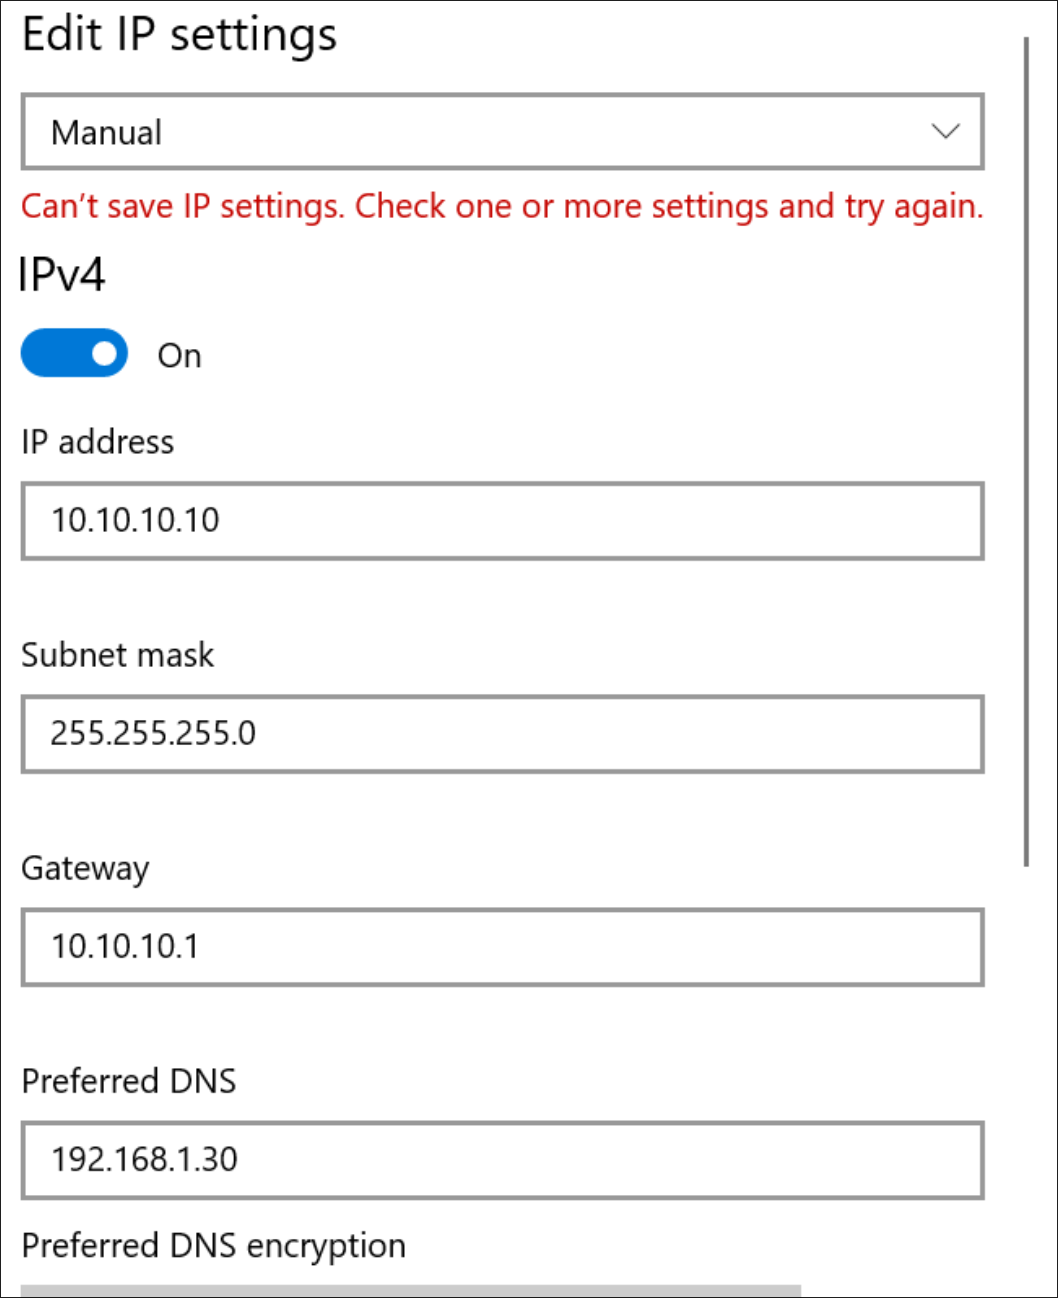 Edit IP settings
Manual
Can't save IP settings. Check one or more settings and try again.
IPv4
On
IP address
10.10.10.10
Subnet mask
255.255.255.0
Gateway
10.10.10.1
Preferred DNS
192.168.1.30
Preferred DNS encryption